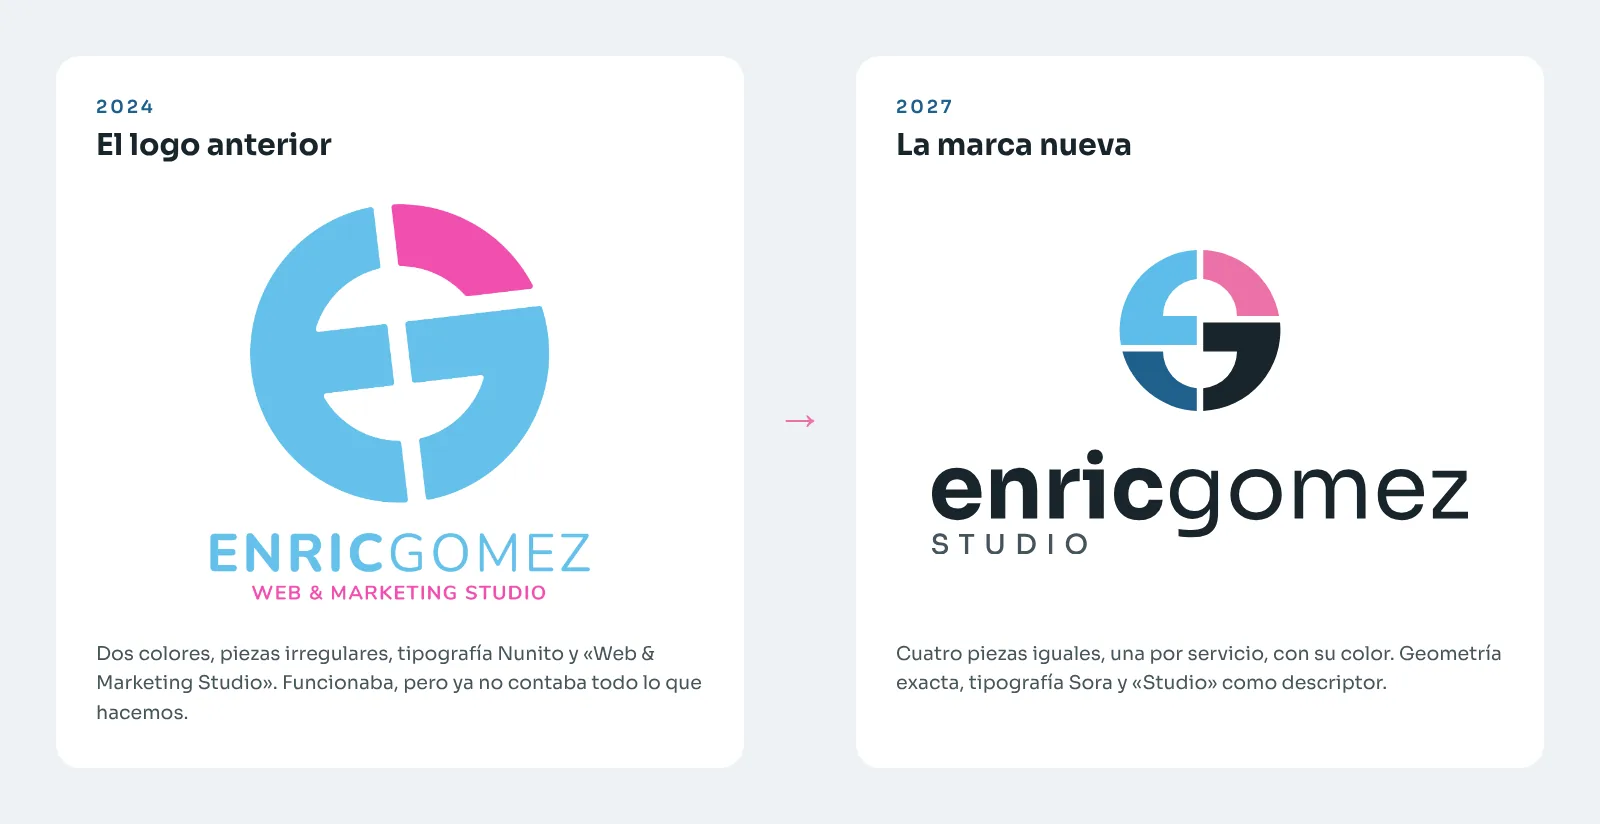 2024
El logo anterior
ENRICGOMEZ
WEB & MARKETING STUDIO
Dos colores, piezas irregulares, tipografía Nunito y «Web &
Marketing Studio». Funcionaba, pero ya no contaba todo lo que
hacemos.
→
2027
La marca nueva
enricgomez
STUDIO
Cuatro piezas iguales, una por servicio, con su color. Geometría
exacta, tipografía Sora y «Studio» como descriptor.